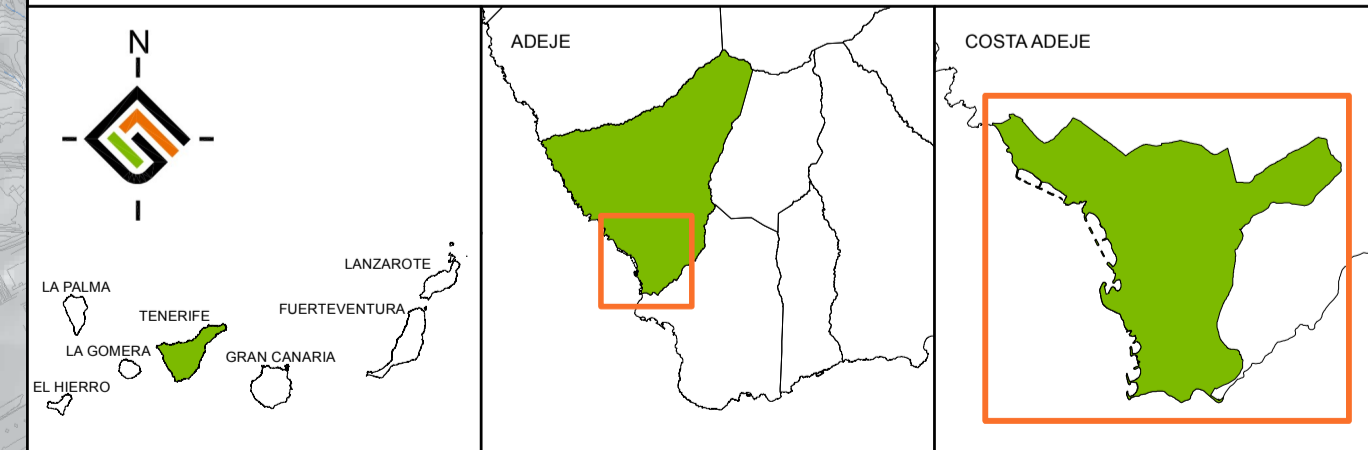 N
LA PALMA
TENERIFE
LA GOMERA
EL HIERRO
GRAN CANARIA
FUERTEVENTURA
LANZAROTE
ADEJE
COSTA ADEJE